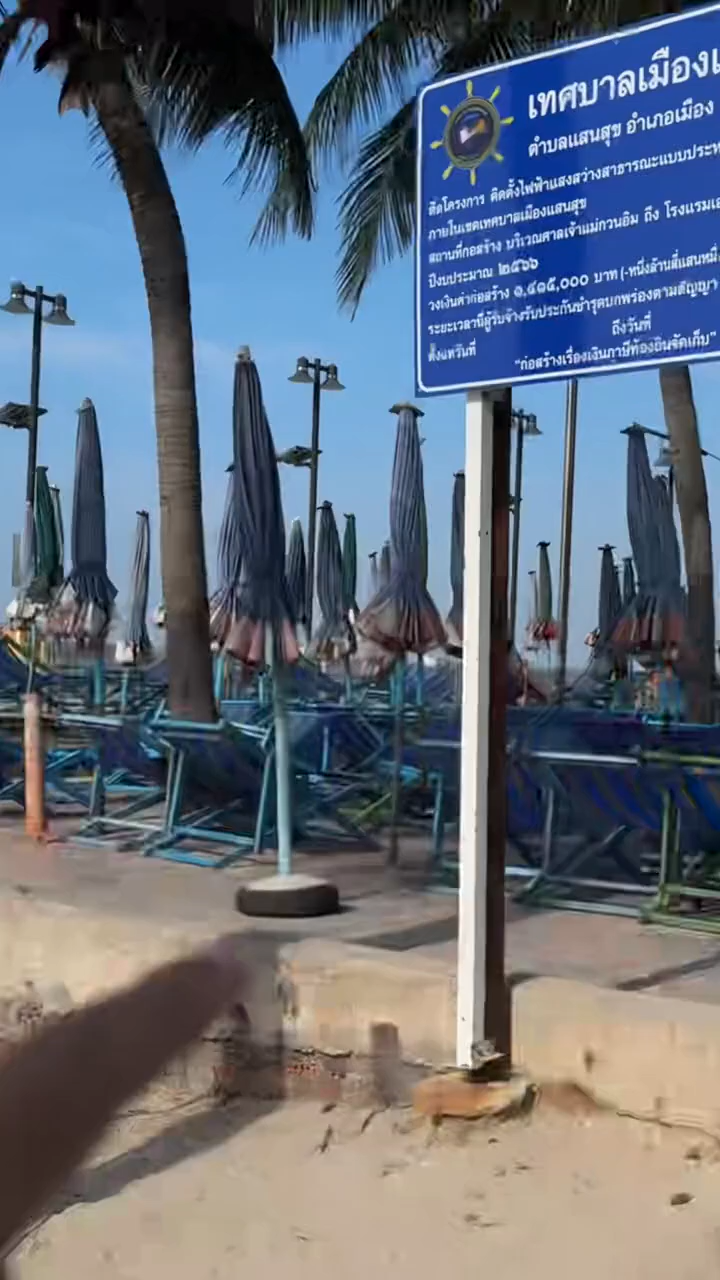 เทศบาลเมือง
ตำบลแสนสุข อำเภอเมือง
ติดตั้งไฟฟ้าแสงสว่างสาธารณะแบบประห
ภายในเขตเทศบาลเมืองแสนสุข
สถานที่ก่อสร้าง บริเวณศาลเจ้าแม่กวนอิม ถึง โรงแรม
ปีงบประมาณ ๒๕๖๖
วงเงินค่าก่อสร้าง ๑,๔๑๕,๐๐๐ บาท (-หนึ่งล้านสี่แสนหนึ่
ระยะเวลาที่ผู้รับจ้างรับประกันชำรุดบกพร่องตามสัญญา
ตั้งแต่วันที่ ถึงวันที่
"ก่อสร้างเรื่องเงินภาษีท้องถิ่นจัดเก็บ"